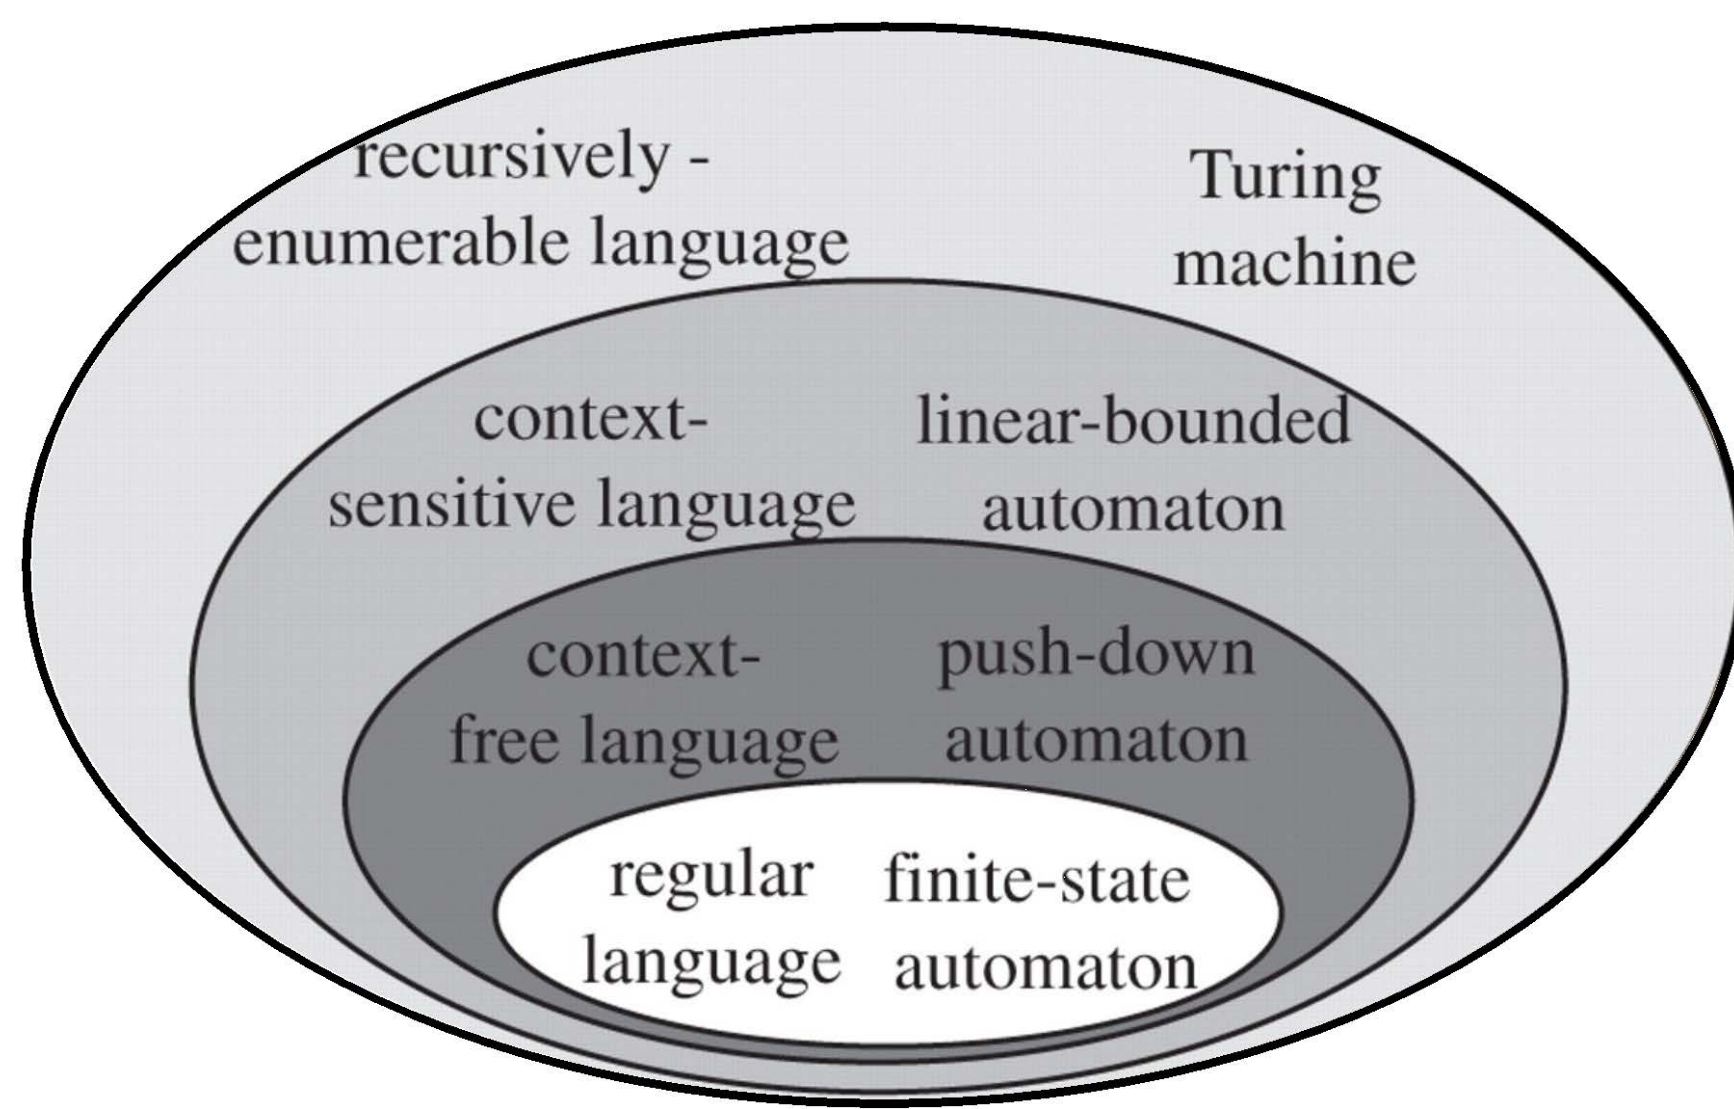 recursively -
enumerable language
Turing
machine
context-
sensitive language
linear-bounded
automaton
context-
free language
push-down
automaton
regular
language
finite-state
automaton